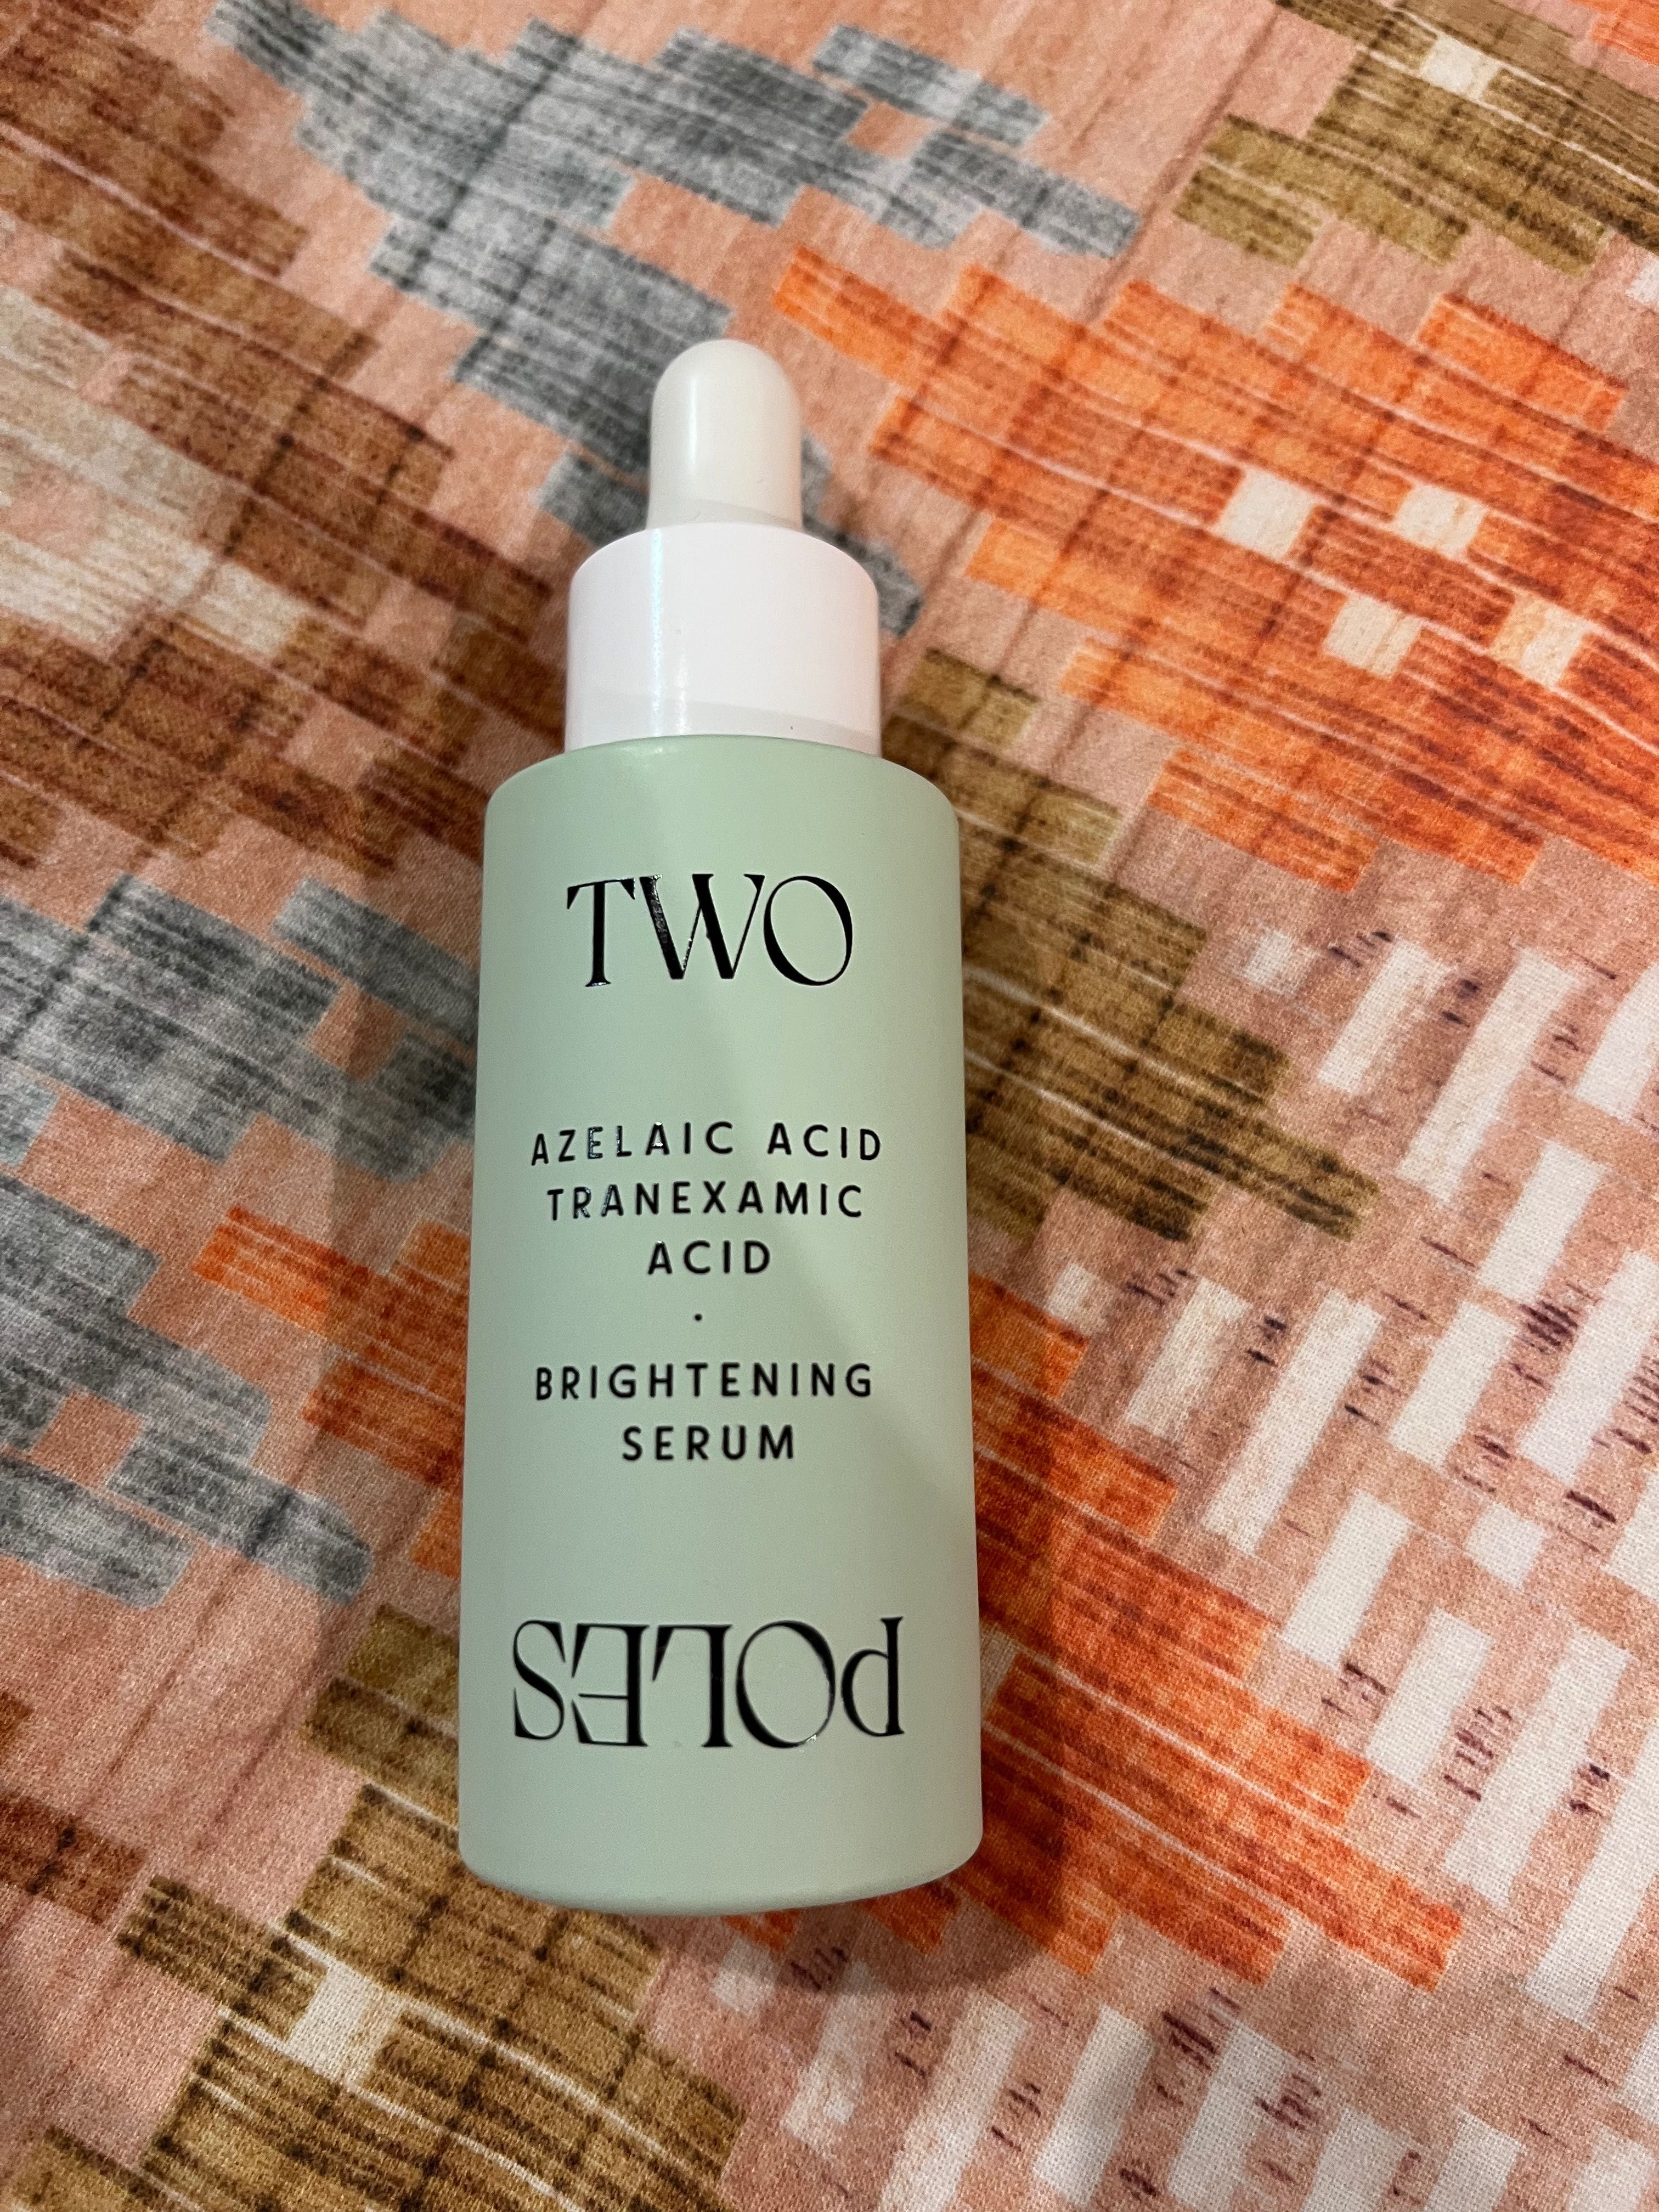 TWO
AZELAIC ACID
TRANEXAMIC
ACID
·
BRIGHTENING
SERUM
POLES